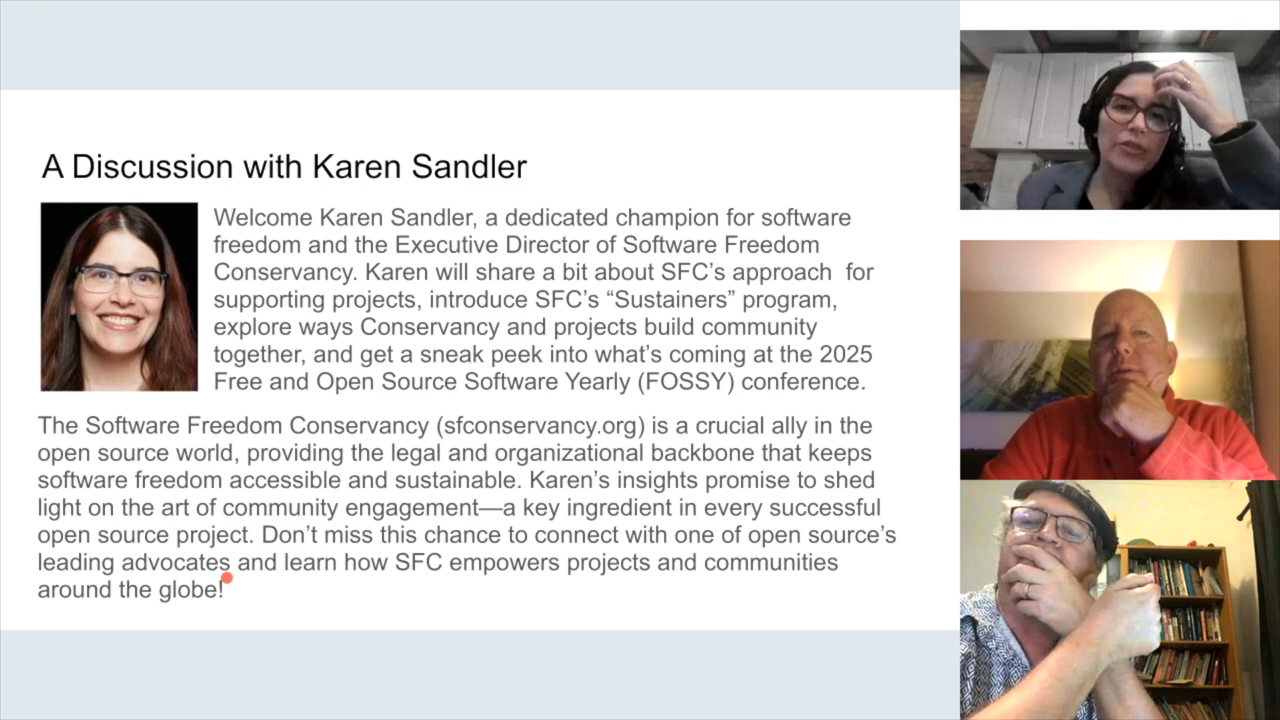 A Discussion with Karen Sandler
Welcome Karen Sandler, a dedicated champion for software
freedom and the Executive Director of Software Freedom
Conservancy. Karen will share a bit about SFC’s approach  for
supporting projects, introduce SFC’s “Sustainers” program,
explore ways Conservancy and projects build community
together, and get a sneak peek into what’s coming at the 2025
Free and Open Source Software Yearly (FOSSY) conference.
The Software Freedom Conservancy (sfconservancy.org) is a crucial ally in the
open source world, providing the legal and organizational backbone that keeps
software freedom accessible and sustainable. Karen’s insights promise to shed
light on the art of community engagement—a key ingredient in every successful
open source project. Don’t miss this chance to connect with one of open source’s
leading advocates and learn how SFC empowers projects and communities
around the globe!